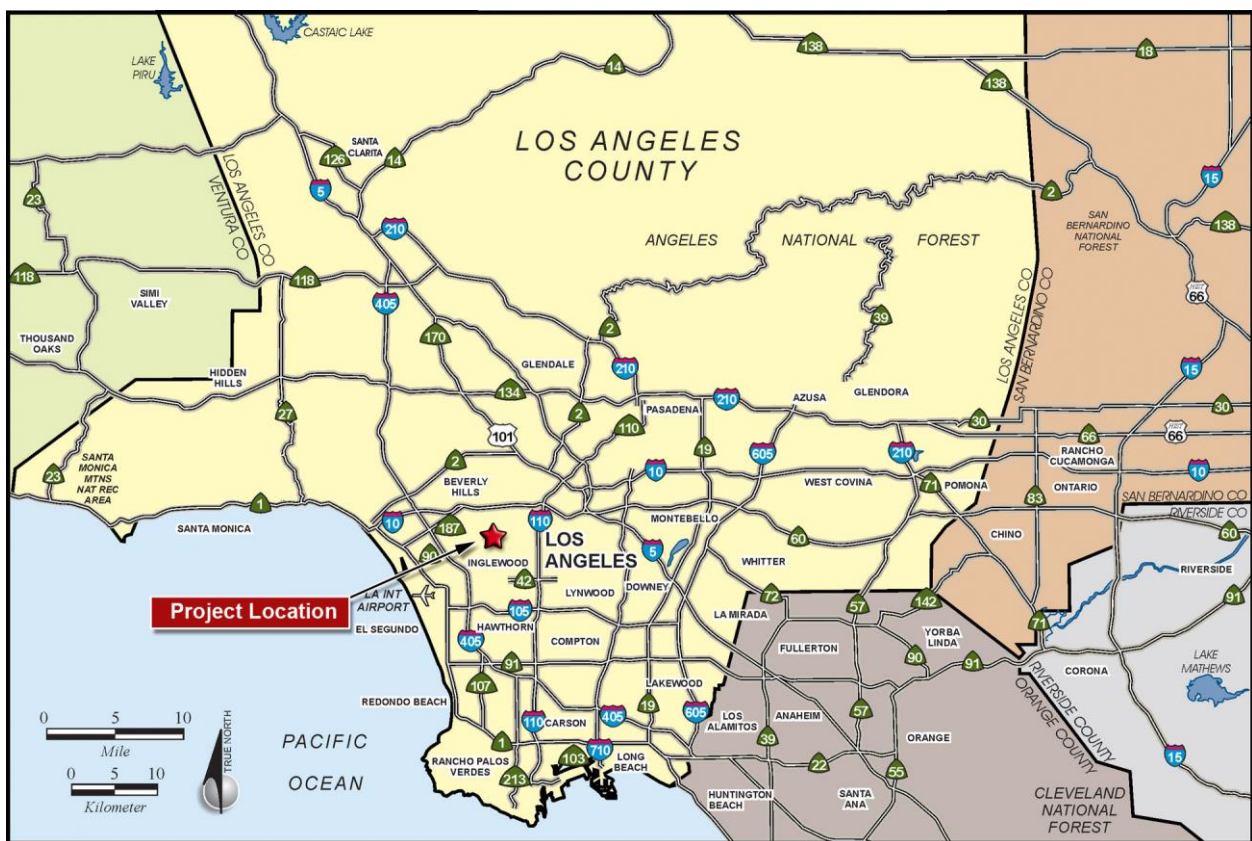 CASTAIC LAKE
138
18
LAKE
PIRU
14
138
SANTA
CLARITA
LOS ANGELES
COUNTY
126
14
15
5
2
23
LOS ANGELES CO
VENTURA CO
210
ANGELES NATIONAL FOREST
SAN
BERNARDINO
NATIONAL
FOREST
138
118
118
SIMI
VALLEY
405
66
39
2
170
THOUSAND
OAKS
GLENDALE
LOS ANGELES CO
SAN BERNARDINO CO
15
HIDDEN
HILLS
210
134
GLENDORA
AZUSA
210
PASADENA
27
2
110
30
30
101
19
605
210
66
66
RANCHO
CUCAMONGA
SANTA
MONICA
MTNS
NAT REC
AREA
23
2
BEVERLY
HILLS
10
WEST COVINA
71
POMONA
ONTARIO
10
83
SAN BERNARDINO CO
RIVERSIDE CO
1
SANTA MONICA
10
187
110
MONTEBELLO
LOS
ANGELES
60
CHINO
60
90
INGLEWOOD
5
WHITTER
RIVERSIDE
42
DOWNEY
LYNWOOD
LA INT
AIRPORT
72
57
142
91
Project Location
105
LA MIRADA
EL SEGUNDO
HAWTHORN
405
COMPTON
FULLERTON
YORBA
LINDA
71
91
90
91
CORONA
LAKE
MATHEWS
107
LAKEWOOD
REDONDO BEACH
19
605
LOS
ALAMITOS
ANAHEIM
57
RIVERSIDE COUNTY
ORANGE COUNTY
0 5 10
Mile
TRUE NORTH
PACIFIC
OCEAN
110
CARSON
405
39
ORANGE
1
710
15
RANCHO PALOS
VERDES
103
LONG
BEACH
22
55
0 5 10
Kilometer
213
HUNTINGTON
BEACH
SANTA
ANA
CLEVELAND
NATIONAL
FOREST